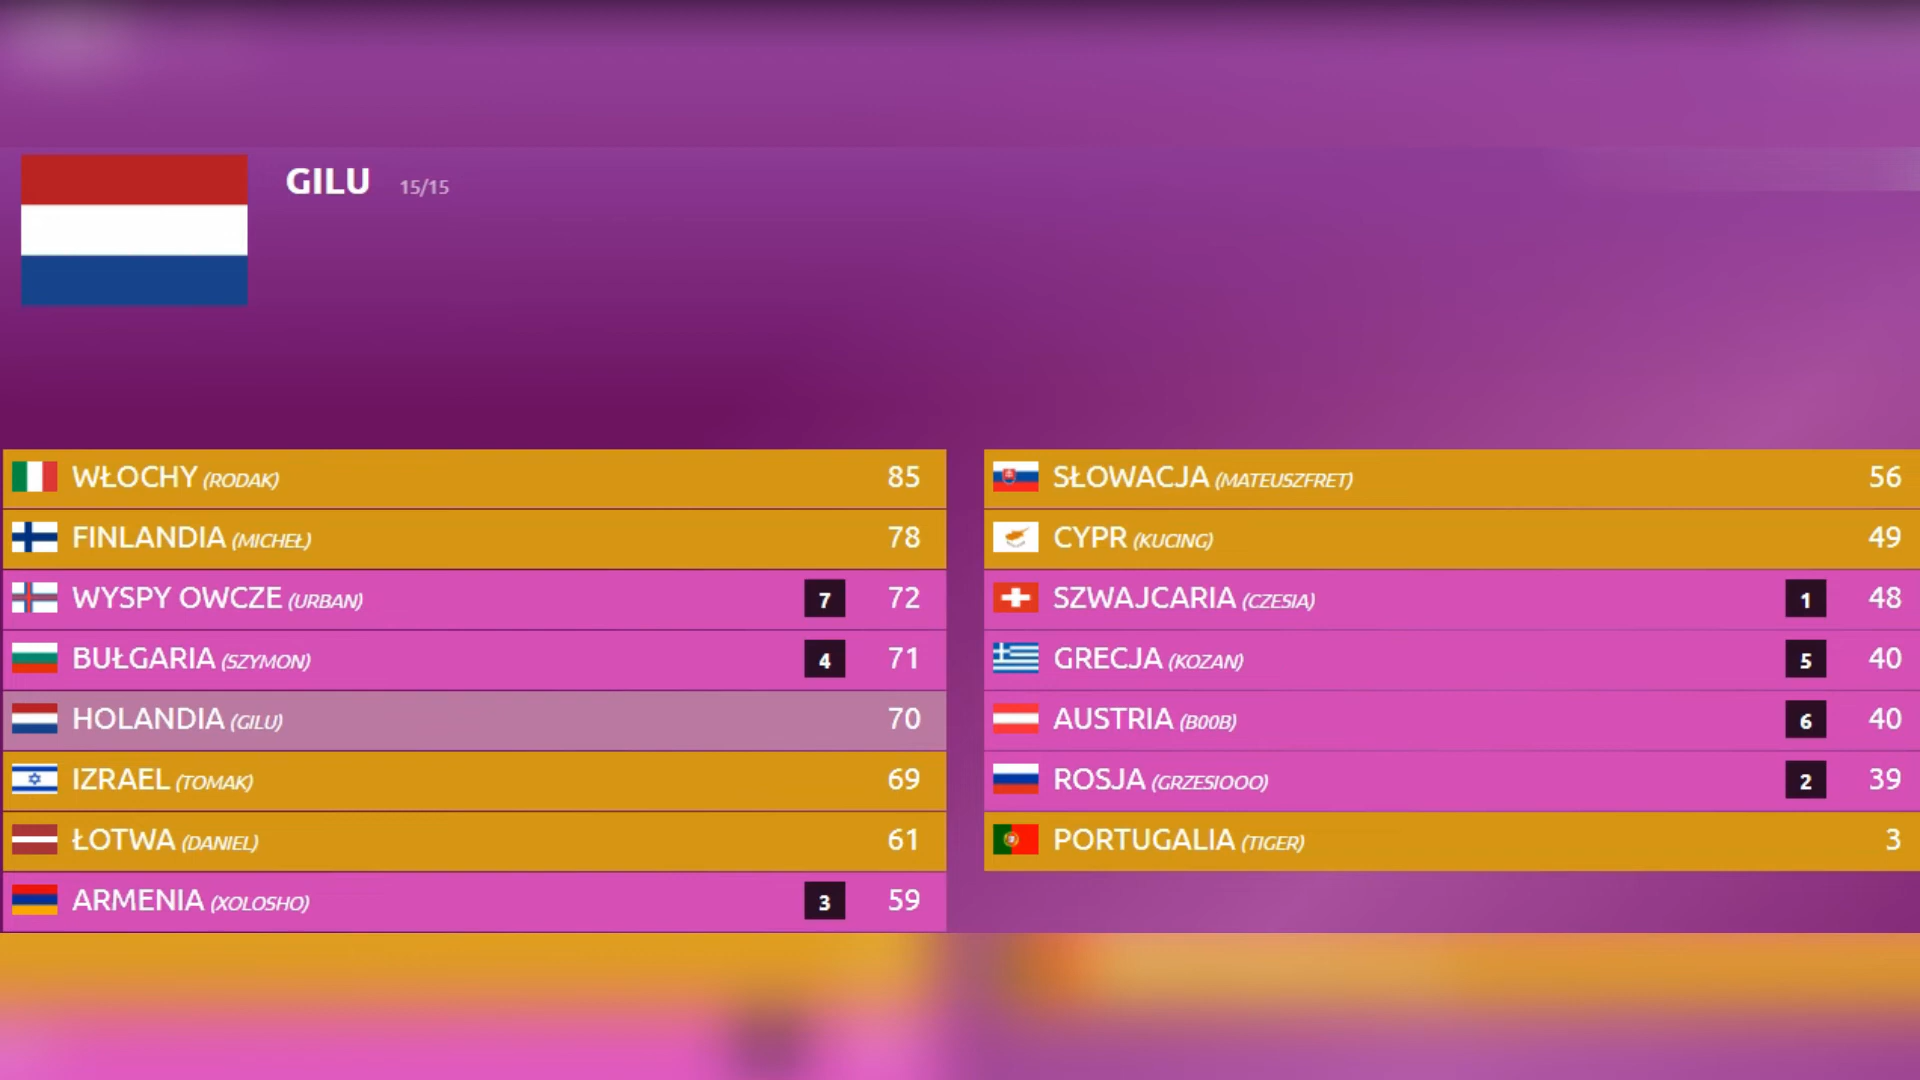 GILU 15/15
WŁOCHY (RODAK) 85
FINLANDIA (MICHEŁ) 78
WYSPY OWCZE (URBAN) 7 72
BUŁGARIA (SZYMON) 4 71
HOLANDIA (GILU) 70
IZRAEL (TOMAK) 69
ŁOTWA (DANIEL) 61
ARMENIA (XOLOSHO) 3 59
SŁOWACJA (MATEUSZFRET) 56
CYPR (KUCING) 49
SZWAJCARIA (CZESIA) 1 48
GRECJA (KOZAN) 5 40
AUSTRIA (B00B) 6 40
ROSJA (GRZESIOOO) 2 39
PORTUGALIA (TIGER) 3